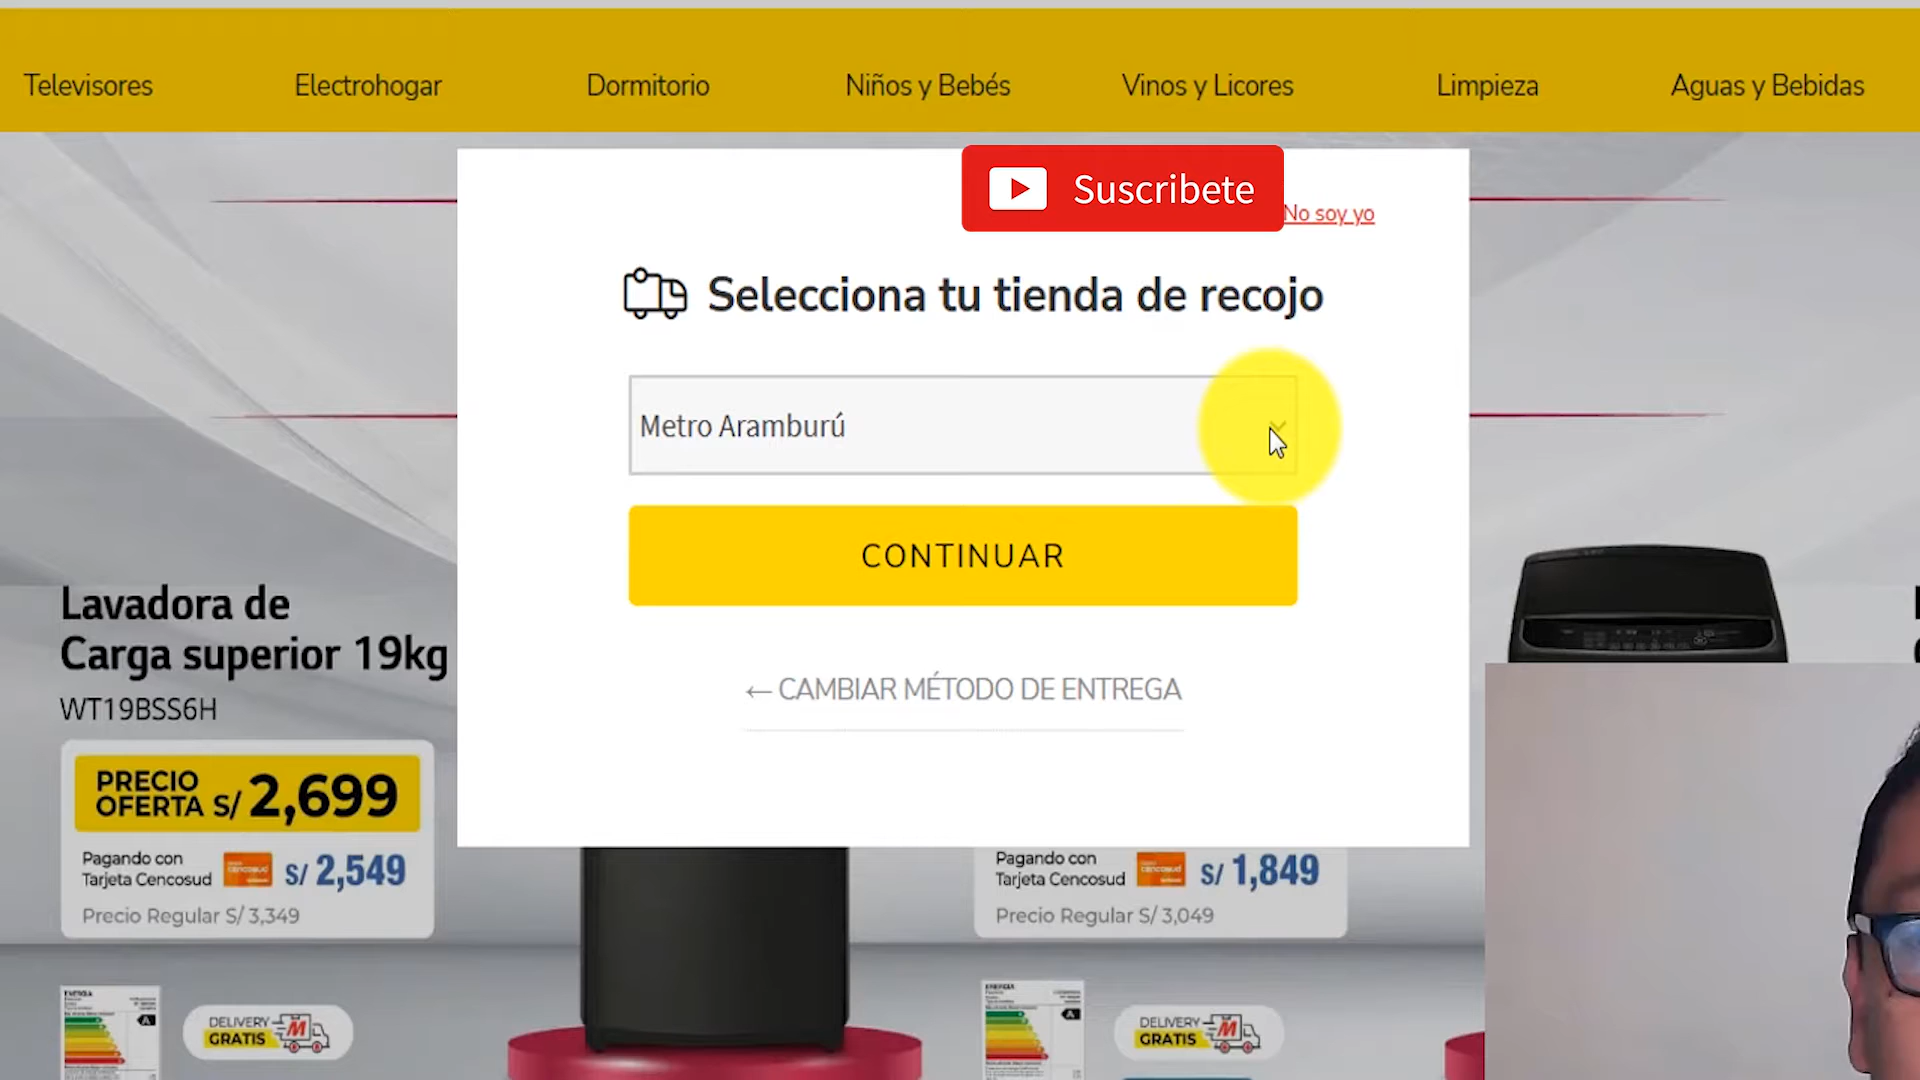 Televisores
Electrohogar
Dormitorio
Niños y Bebés
Vinos y Licores
Limpieza
Aguas y Bebidas
Suscribete
No soy yo
Selecciona tu tienda de recojo
Metro Aramburú
CONTINUAR
← CAMBIAR MÉTODO DE ENTREGA
Lavadora de
Carga superior 19kg
WT19BSS6H
PRECIO
OFERTA S/ 2,699
Pagando con
Tarjeta Cencosud
S/ 2,549
Precio Regular S/ 3,349
Pagando con
Tarjeta Cencosud
S/ 1,849
Precio Regular S/ 3,049
ENERGIA
A
DELIVERY
GRATIS
M
ENERGIA
A
DELIVERY
GRATIS
M